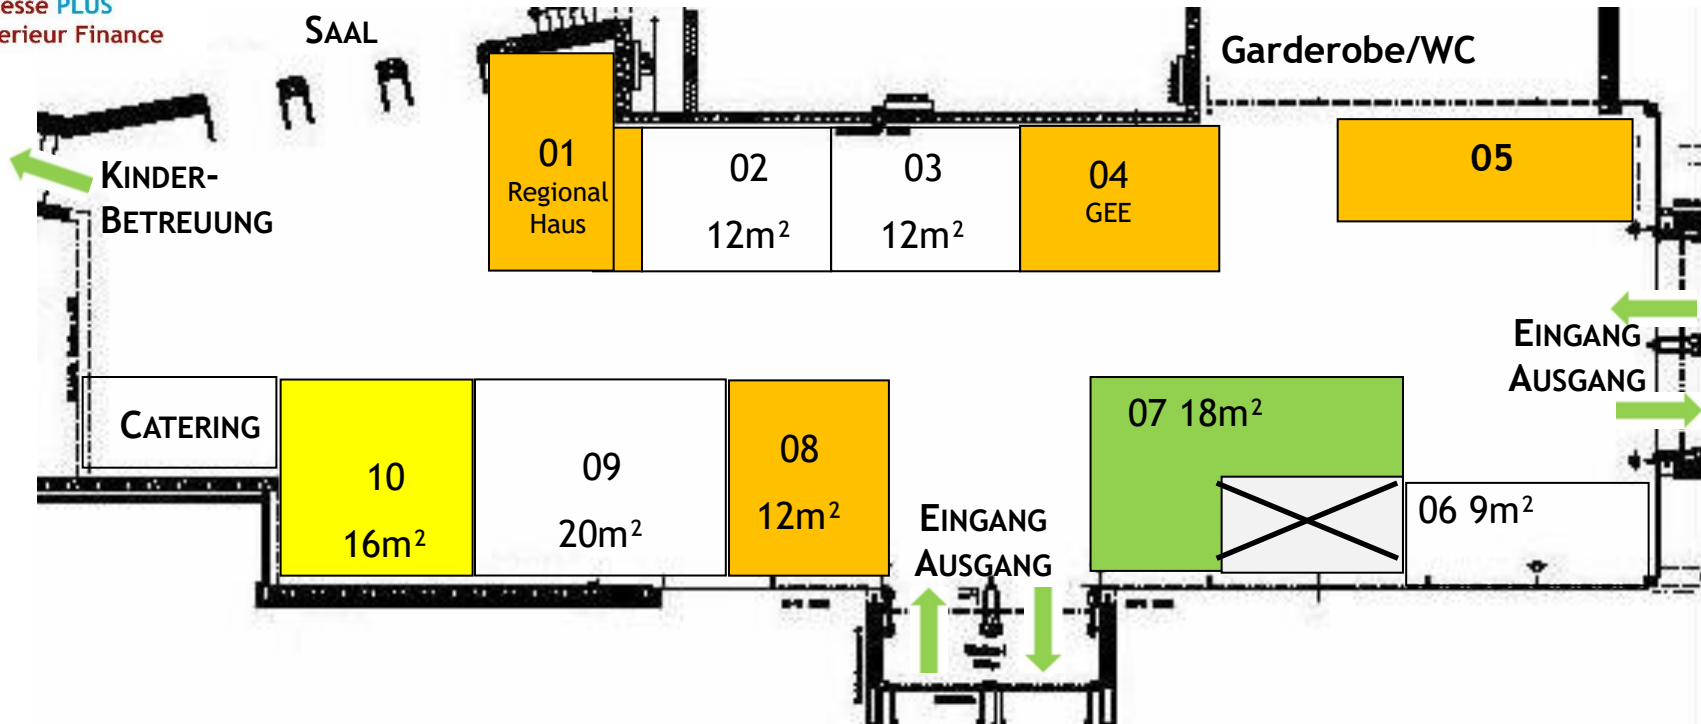 esse PLUS
erieur Finance
SAAL
Garderobe/WC
KINDER-
BETREUUNG
01
Regional
Haus
02
12m²
03
12m²
04
GEE
05
EINGANG
AUSGANG
CATERING
10
16m²
09
20m²
08
12m²
EINGANG
AUSGANG
07 18m²
06 9m²